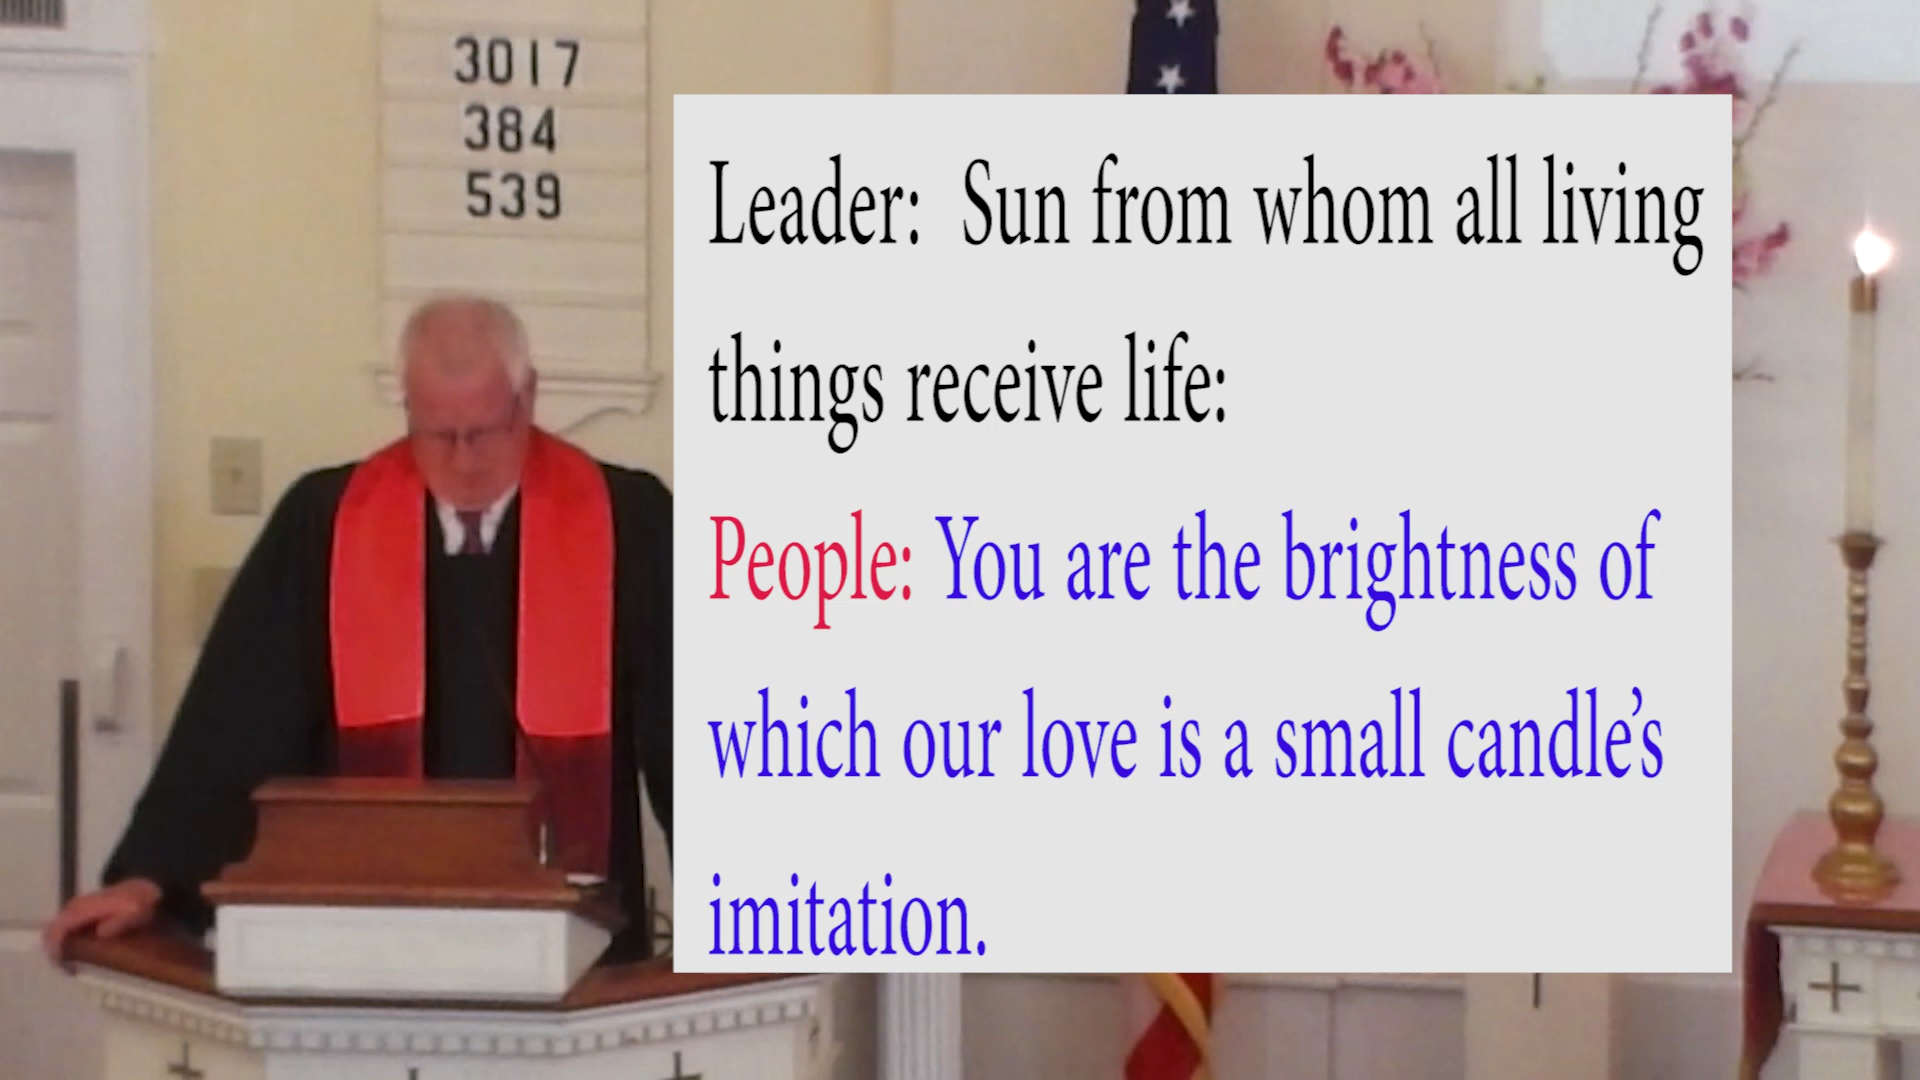 3017
384
539
Leader: Sun from whom all living
things receive life:
People: You are the brightness of
which our love is a small candle’s
imitation.